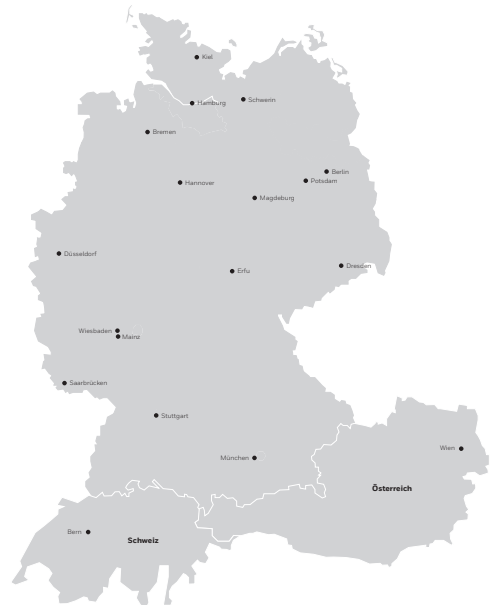 Kiel
Hamburg
Schwerin
Bremen
Berlin
Potsdam
Hannover
Magdeburg
Düsseldorf
Dresden
Erfu
Wiesbaden
Mainz
Saarbrücken
Stuttgart
Wien
München
Österreich
Bern
Schweiz